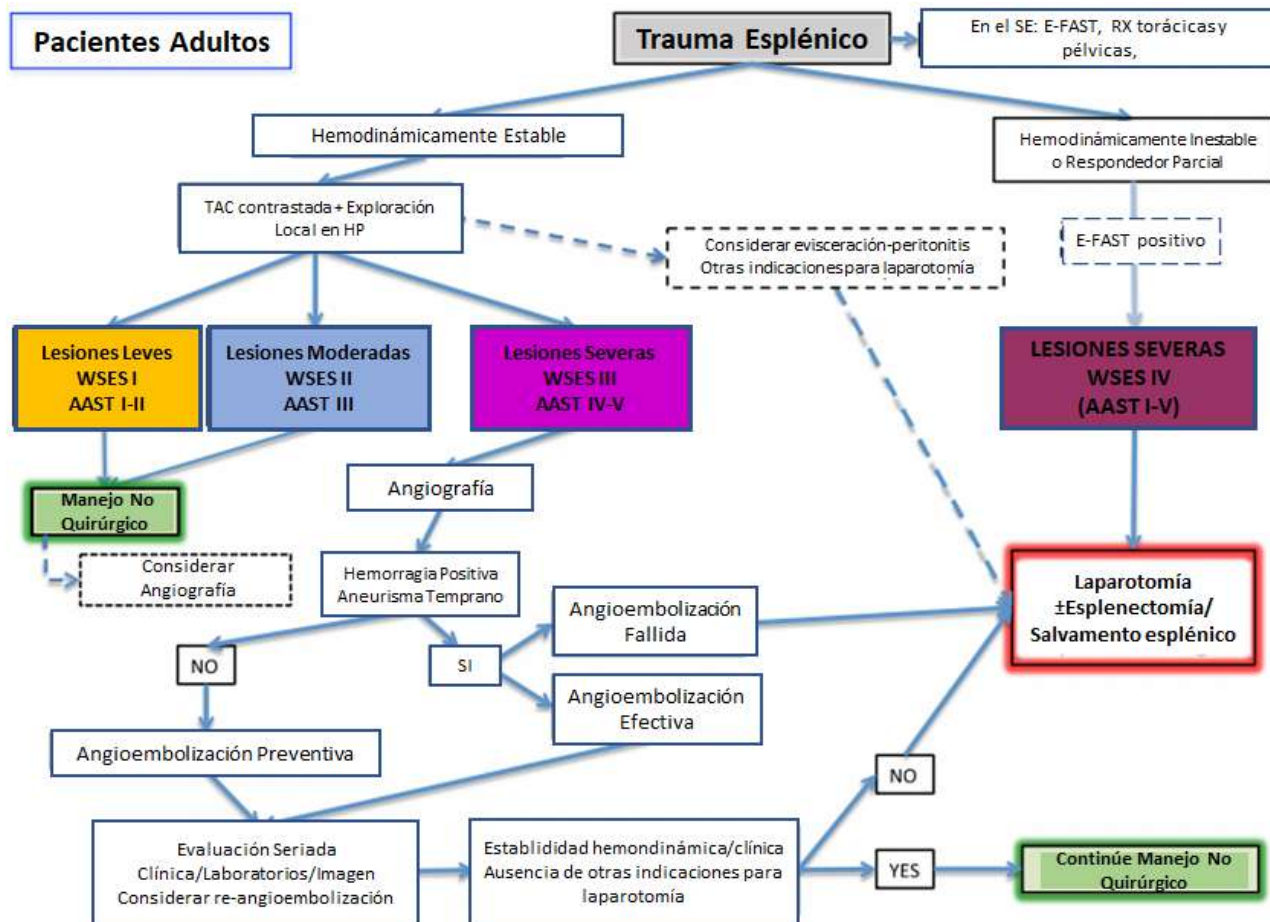 Pacientes Adultos
Trauma Esplénico
En el SE: E-FAST, RX torácicas y
pélvicas,
Hemodinámicamente Estable
Hemodinámicamente Inestable
o Respondedor Parcial
TAC contrastada + Exploración
Local en HP
Considerar evisceración-peritonitis
Otras indicaciones para laparotomía
E-FAST positivo
Lesiones Leves
WSES I
AAST I-II
Lesiones Moderadas
WSES II
AAST III
Lesiones Severas
WSES III
AAST IV-V
LESIONES SEVERAS
WSES IV
(AAST I-V)
Manejo No
Quirúrgico
Angiografía
Considerar
Angiografía
Hemorragia Positiva
Aneurisma Temprano
Angioembolización
Fallida
Laparotomía
±Esplenectomía/
Salvamento esplénico
NO
SI
Angioembolización
Efectiva
Angioembolización Preventiva
NO
Evaluación Seriada
Clínica/Laboratorios/Imagen
Considerar re-angioembolización
Establididad hemondinámica/clínica
Ausencia de otras indicaciones para
laparotomía
YES
Continúe Manejo No
Quirúrgico